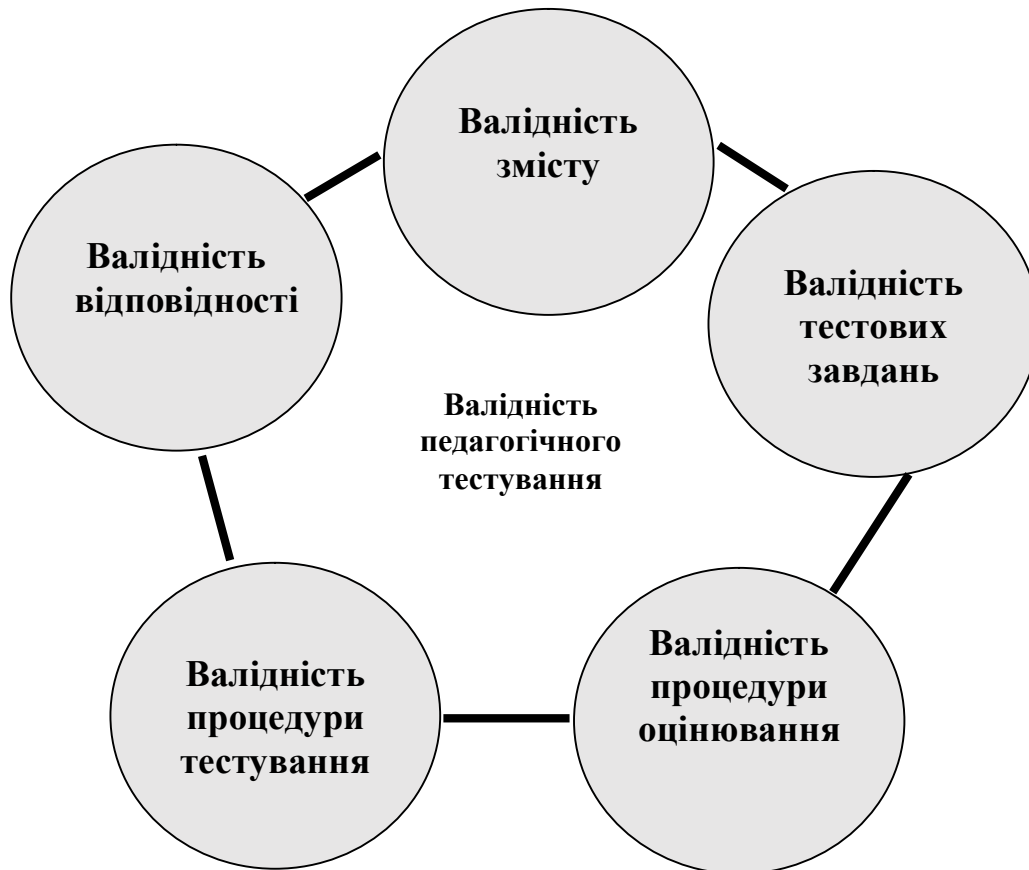 Валідність
змісту
Валідність
відповідності
Валідність
тестових
завдань
Валідність
педагогічного
тестування
Валідність
процедури
тестування
Валідність
процедури
оцінювання